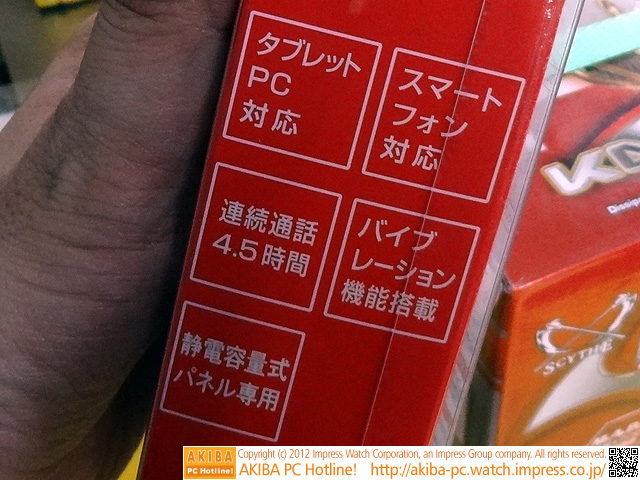 タブレット
PC
対応
スマート
フォン
対応
連続通話
4.5時間
バイブ
レーション
機能搭載
静電容量式
パネル専用
SCYTHE
AKIBA
PC Hotline!
Copyright (c) 2012 Impress Watch Corporation, an Impress Group company. All rights reserved.
AKIBA PC Hotline! http://akiba-pc.watch.impress.co.jp/